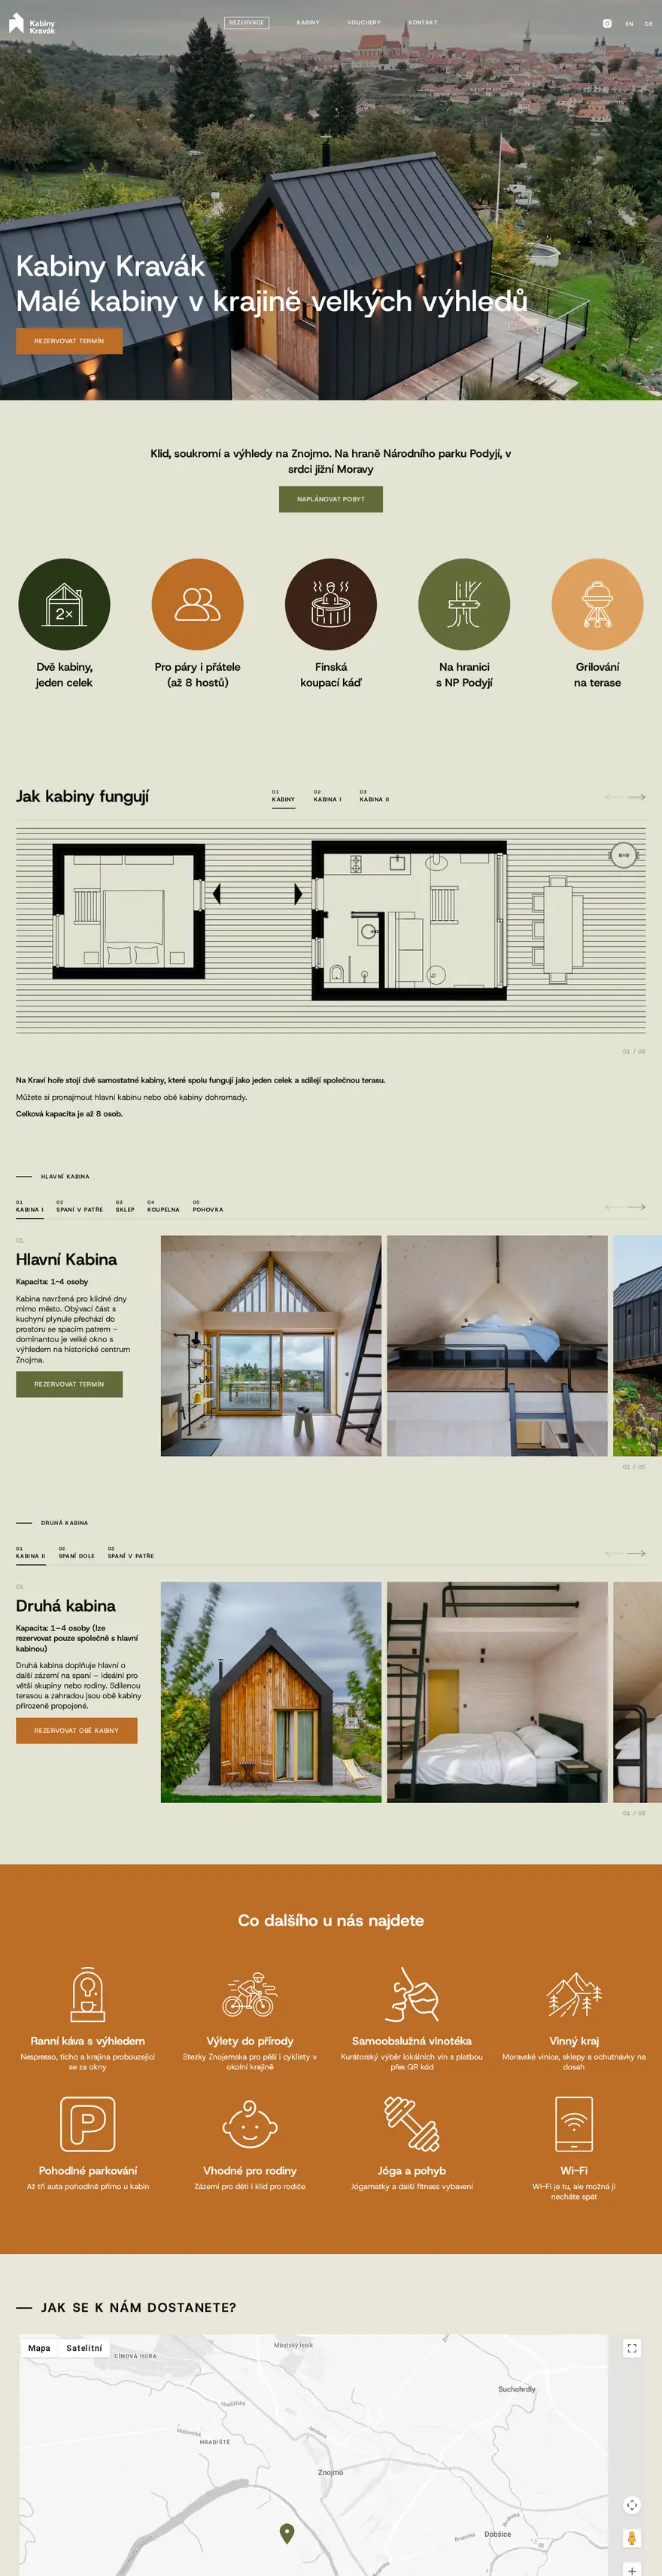 Kabiny
Kravák
REZERVACE
KABINY
VOUCHERY
KONTAKT
EN
DE
Kabiny Kravák
Malé kabiny v krajině velkých výhledů
REZERVOVAT TERMÍN
Klid, soukromí a výhledy na Znojmo. Na hraně Národního parku Podyjí, v
srdci jižní Moravy
NAPLÁNOVAT POBYT
2×
Dvě kabiny,
jeden celek
Pro páry i přátele
(až 8 hostů)
Finská
koupací káď
Na hranici
s NP Podyjí
Grilování
na terase
Jak kabiny fungují
01
KABINY
02
KABINA I
03
KABINA II
01 / 03
Na Kraví hoře stojí dvě samostatné kabiny, které spolu fungují jako jeden celek a sdílejí společnou terasu.
Můžete si pronajmout hlavní kabinu nebo obě kabiny dohromady.
Celková kapacita je až 8 osob.
HLAVNÍ KABINA
01
KABINA I
02
SPANÍ V PATŘE
03
SKLEP
04
KOUPELNA
05
POHOVKA
01
Hlavní Kabina
Kapacita: 1-4 osoby
Kabina navržená pro klidné dny
mimo město. Obývací část s
kuchyní plynule přechází do
prostoru se spacím patrem –
dominantou je velké okno s
výhledem na historické centrum
Znojma.
REZERVOVAT TERMÍN
01 / 05
DRUHÁ KABINA
01
KABINA II
02
SPANÍ DOLE
03
SPANÍ V PATŘE
01
Druhá kabina
Kapacita: 1–4 osoby (lze
rezervovat pouze společně s hlavní
kabinou)
Druhá kabina doplňuje hlavní o
další zázemí na spaní – ideální pro
větší skupiny nebo rodiny. Sdílenou
terasou a zahradou jsou obě kabiny
přirozeně propojené.
REZERVOVAT OBĚ KABINY
01 / 03
Co dalšího u nás najdete
Ranní káva s výhledem
Nespresso, ticho a krajina probouzející
se za okny
Výlety do přírody
Stezky Znojemska pro pěší i cyklisty v
okolní krajině
Samoobslužná vinotéka
Kurátorský výběr lokálních vín s platbou
přes QR kód
Vinný kraj
Moravské vinice, sklepy a ochutnávky na
dosah
P
Pohodlné parkování
Až tři auta pohodlně přímo u kabin
Vhodné pro rodiny
Zázemí pro děti i klid pro rodiče
Jóga a pohyb
Jógamatky a další fitness vybavení
Wi-Fi
Wi-Fi je tu, ale možná ji
necháte spát
JAK SE K NÁM DOSTANETE?
Mapa
Satelitní
Městský lesík
CÍNOVÁ HORA
Suchohrdly
HRADIŠTĚ
Znojmo
Dobšice